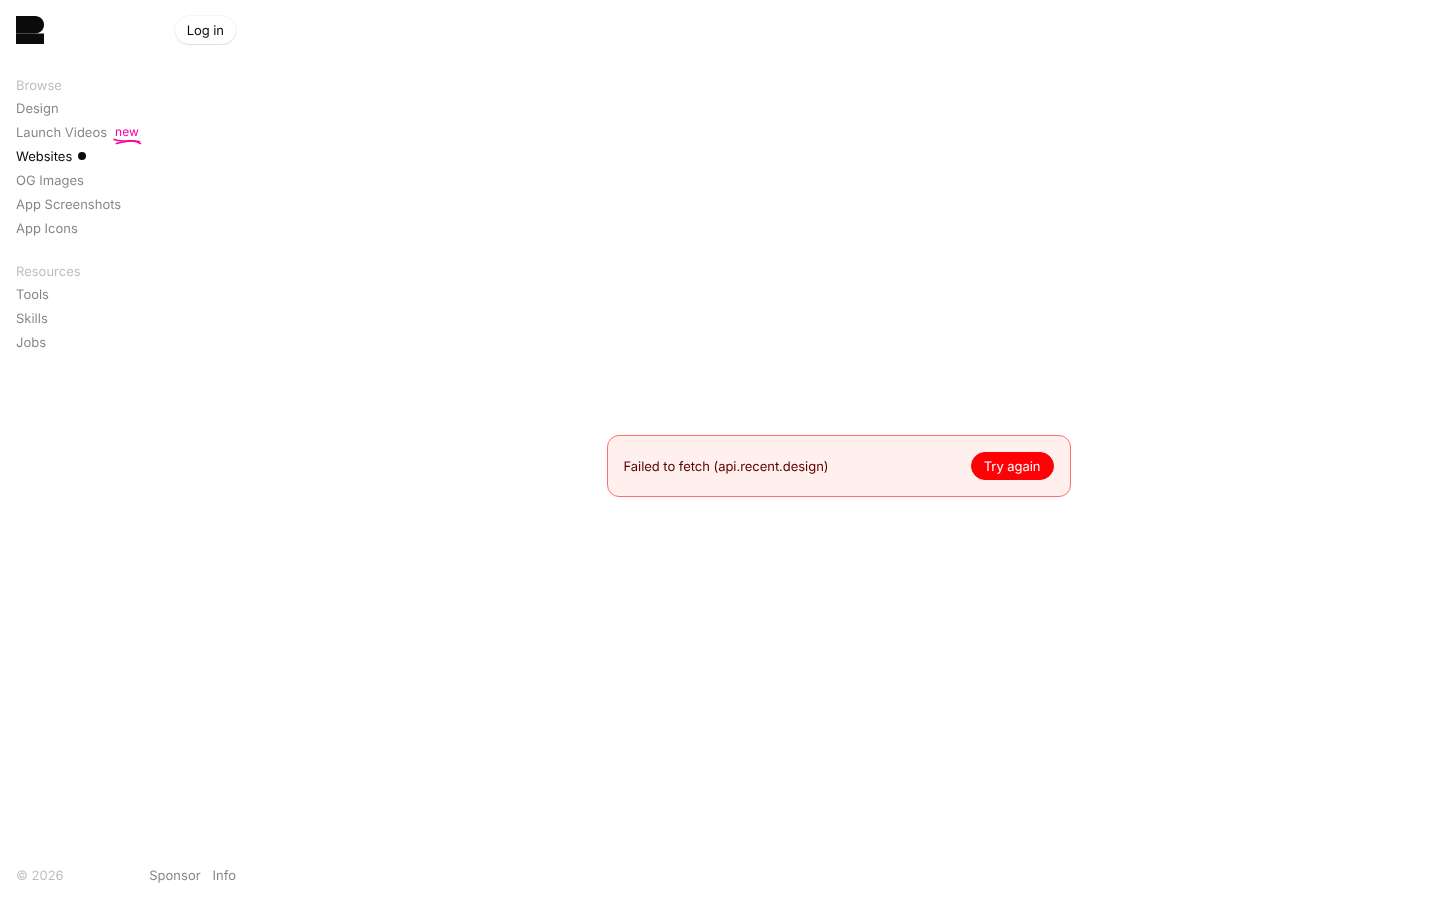 Log in
Browse
Design
Launch Videos new
Websites
OG Images
App Screenshots
App Icons
Resources
Tools
Skills
Jobs
Failed to fetch (api.recent.design)
Try again
© 2026
Sponsor
Info